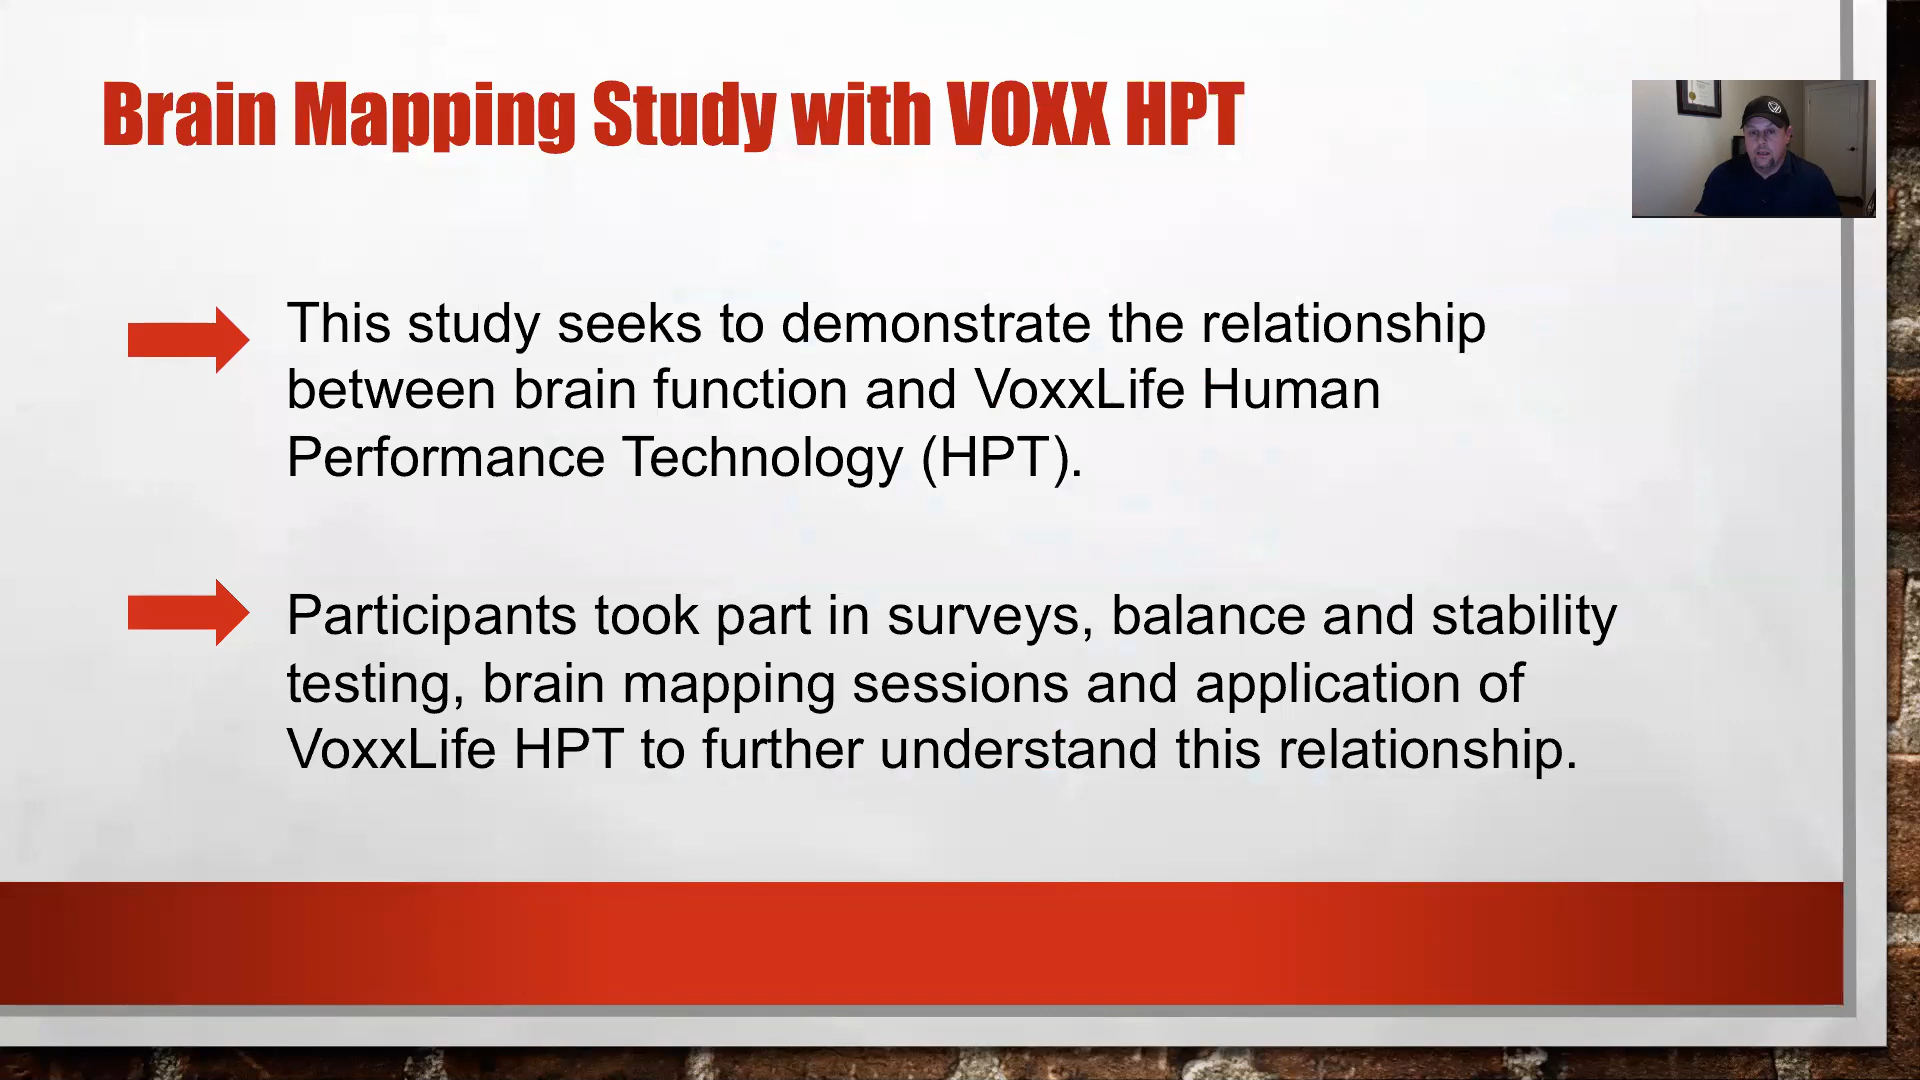 Brain Mapping Study with VOXX HPT
This study seeks to demonstrate the relationship
between brain function and VoxxLife Human
Performance Technology (HPT).
Participants took part in surveys, balance and stability
testing, brain mapping sessions and application of
VoxxLife HPT to further understand this relationship.